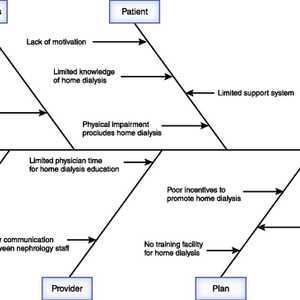 Patient
Lack of motivation
Limited knowledge
of home dialysis
Limited support system
Physical Impairment
procludes home dialysis
Limited physician time
for home dialysis education
Poor incentives to
promote home dialysis
communication
nephrology staff
No training facility
for home dialysis
Provider
Plan